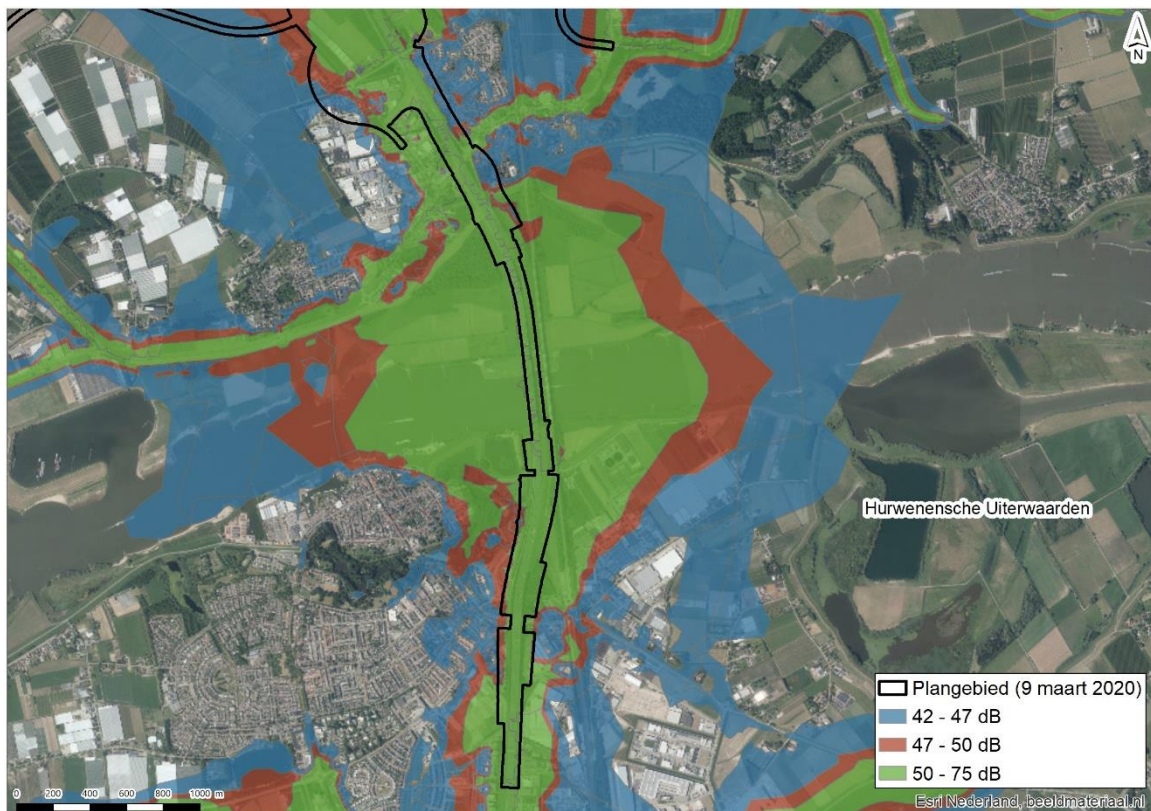 N
Hurwenensche Uiterwaarden
Plangebied (9 maart 2020)
42 - 47 dB
47 - 50 dB
50 - 75 dB
0 200 400 600 800 1000 m
Esri Nederland, beeldmateriaal.nl